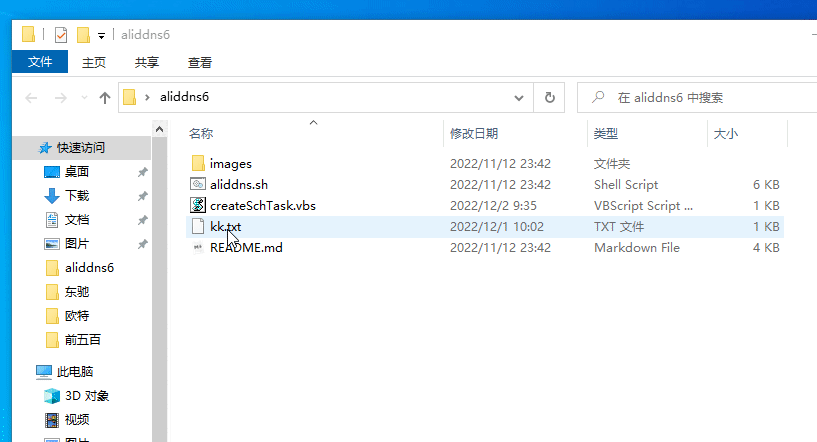 aliddns6
文件 主页 共享 查看
aliddns6
在 aliddns6 中搜索
名称 修改日期 类型 大小
快速访问
桌面
下载
文档
图片
aliddns6
东驰
欧特
前五百
此电脑
3D 对象
视频
图片
images 2022/11/12 23:42 文件夹
aliddns.sh 2022/11/12 23:42 Shell Script 6 KB
createSchTask.vbs 2022/12/2 9:35 VBScript Script ... 1 KB
kk.txt 2022/12/1 10:02 TXT 文件 1 KB
README.md 2022/11/12 23:42 Markdown File 4 KB